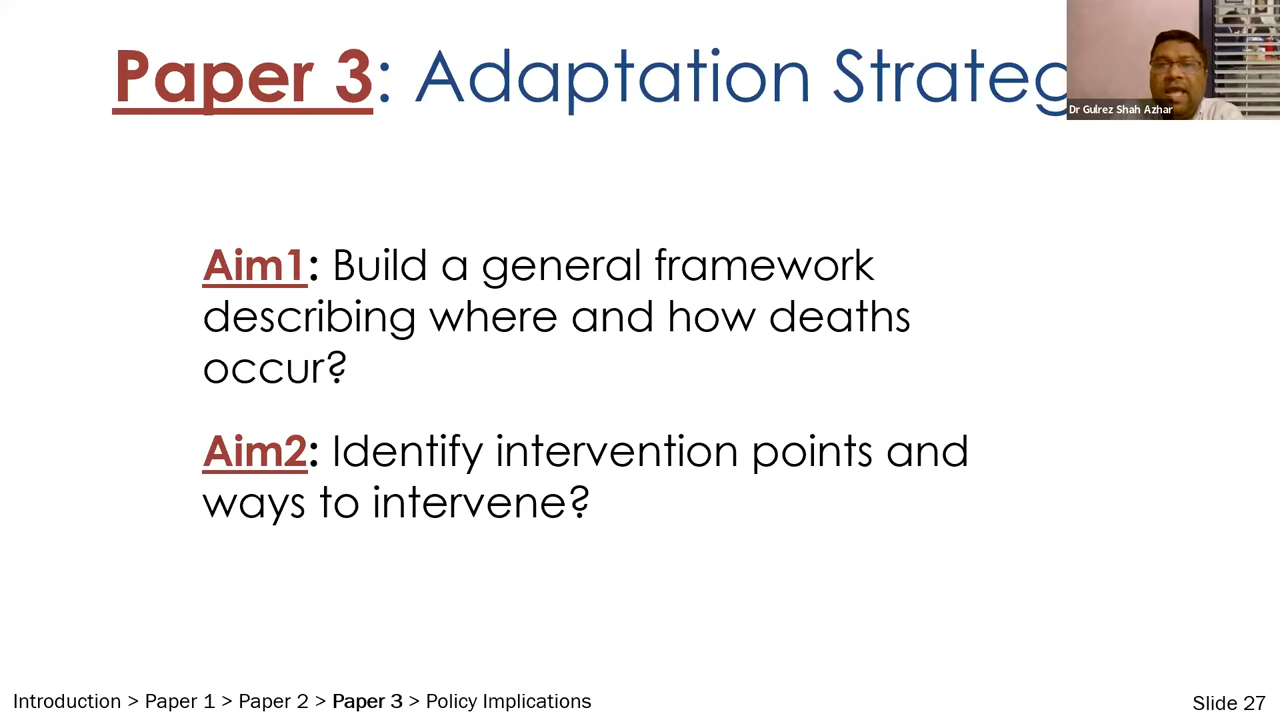 Paper 3: Adaptation Strateg
Dr Gulrez Shah Azhar
Aim1: Build a general framework
describing where and how deaths
occur?
Aim2: Identify intervention points and
ways to intervene?
Introduction > Paper 1 > Paper 2 > Paper 3 > Policy Implications
Slide 27